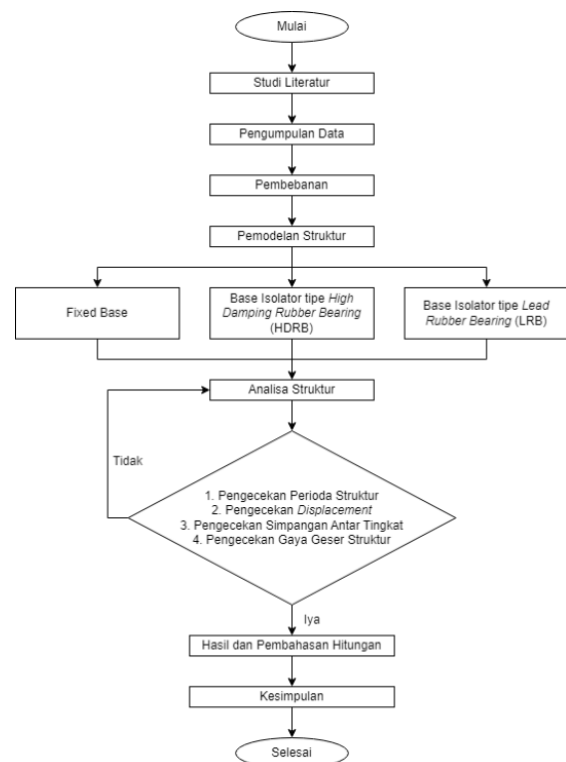 Mulai
Studi Literatur
Pengumpulan Data
Pembebanan
Pemodelan Struktur
Fixed Base
Base Isolator tipe High
Damping Rubber Bearing
(HDRB)
Base Isolator tipe Lead
Rubber Bearing (LRB)
Analisa Struktur
Tidak
1. Pengecekan Perioda Struktur
2. Pengecekan Displacement
3. Pengecekan Simpangan Antar Tingkat
4. Pengecekan Gaya Geser Struktur
Iya
Hasil dan Pembahasan Hitungan
Kesimpulan
Selesai